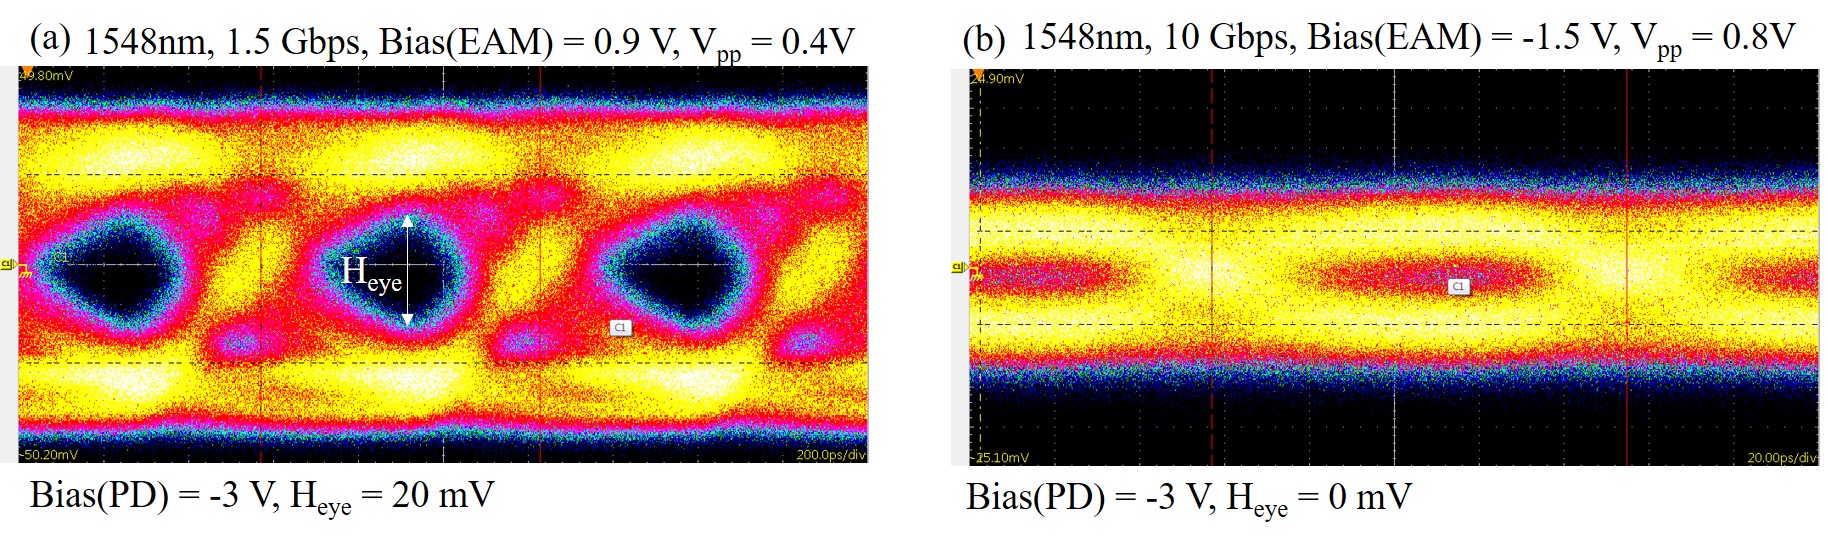 (a) 1548nm, 1.5 Gbps, Bias(EAM) = 0.9 V, Vpp = 0.4V
49.80mV
C1
C1
Heye
C1
-50.20mV
200.0ps/div
Bias(PD) = -3 V, Heye = 20 mV
(b) 1548nm, 10 Gbps, Bias(EAM) = -1.5 V, Vpp = 0.8V
24.90mV
C1
C1
-25.10mV
20.00ps/div
Bias(PD) = -3 V, Heye = 0 mV